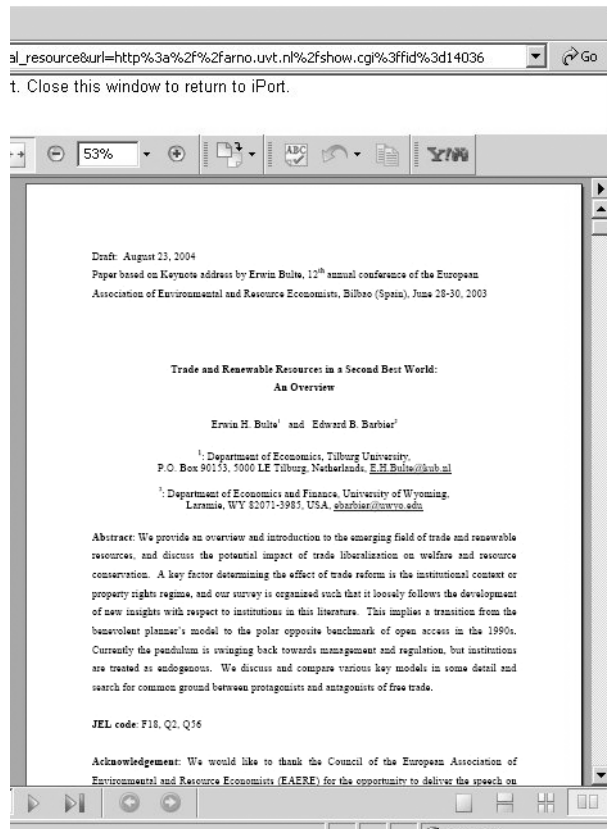 al_resource&url=http%3a%2f%2farno.uvt.nl%2fshow.cgi%3ffid%3d14036 Go
t. Close this window to return to iPort.
53% ABC Y!
Draft: August 23, 2004
Paper based on Keynote address by Erwin Bulte, 12th annual conference of the European
Association of Environmental and Resource Economists, Bilbao (Spain), June 28-30, 2003
Trade and Renewable Resources in a Second Best World:
An Overview
Erwin H. Bulte1 and Edward B. Barbier2
1: Department of Economics, Tilburg University,
P.O. Box 90153, 5000 LE Tilburg, Netherlands, E.H.Bulte@kub.nl
2: Department of Economics and Finance, University of Wyoming,
Laramie, WY 82071-3985, USA, ebarbier@uwyo.edu
Abstract: We provide an overview and introduction to the emerging field of trade and renewable
resources, and discuss the potential impact of trade liberalization on welfare and resource
conservation. A key factor determining the effect of trade reform is the institutional context or
property rights regime, and our survey is organized such that it loosely follows the development
of new insights with respect to institutions in this literature. This implies a transition from the
benevolent planner's model to the polar opposite benchmark of open access in the 1990s.
Currently the pendulum is swinging back towards management and regulation, but institutions
are treated as endogenous. We discuss and compare various key models in some detail and
search for common ground between protagonists and antagonists of free trade.
JEL code: F18, Q2, Q56
Acknowledgement: We would like to thank the Council of the European Association of
Environmental and Resource Economists (EAERE) for the opportunity to deliver the speech on